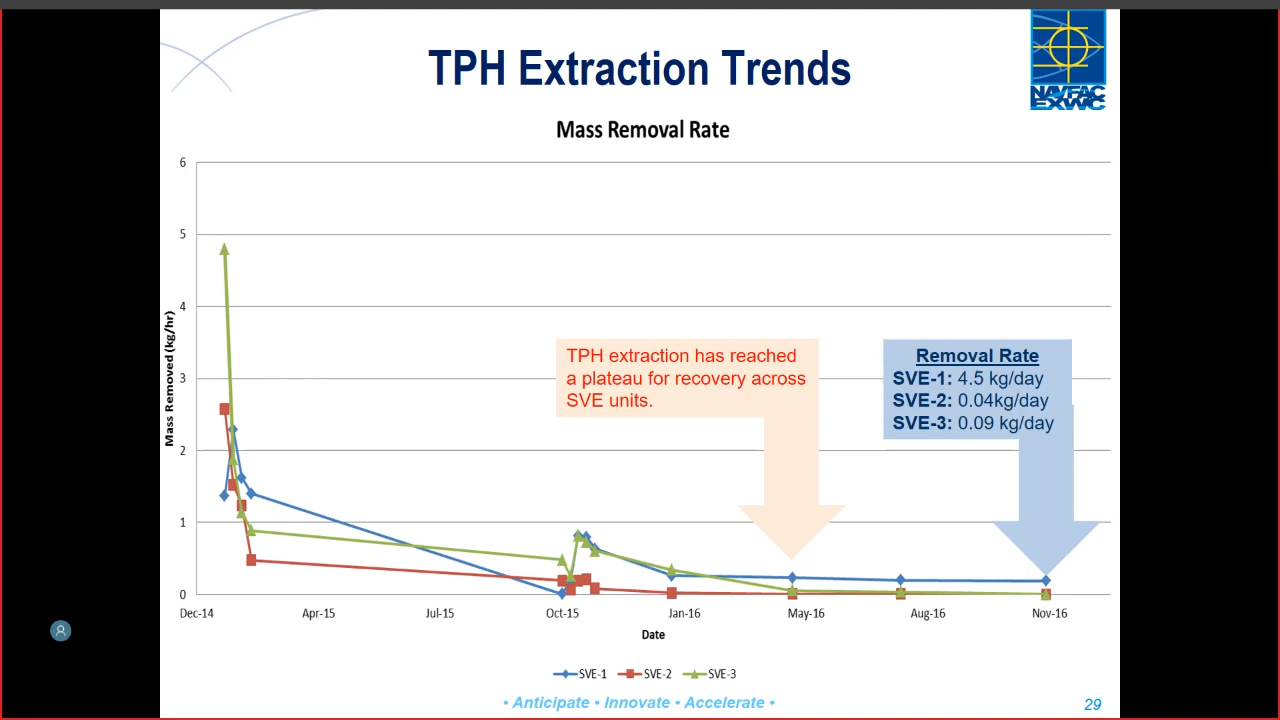 TPH Extraction Trends
NAVFAC
EXWC
Mass Removal Rate
Mass Removed (kg/hr)
6
5
4
3
2
1
0
TPH extraction has reached
a plateau for recovery across
SVE units.
Removal Rate
SVE-1: 4.5 kg/day
SVE-2: 0.04kg/day
SVE-3: 0.09 kg/day
Dec-14 Apr-15 Jul-15 Oct-15 Jan-16 May-16 Aug-16 Nov-16
Date
SVE-1 SVE-2 SVE-3
• Anticipate • Innovate • Accelerate •
29